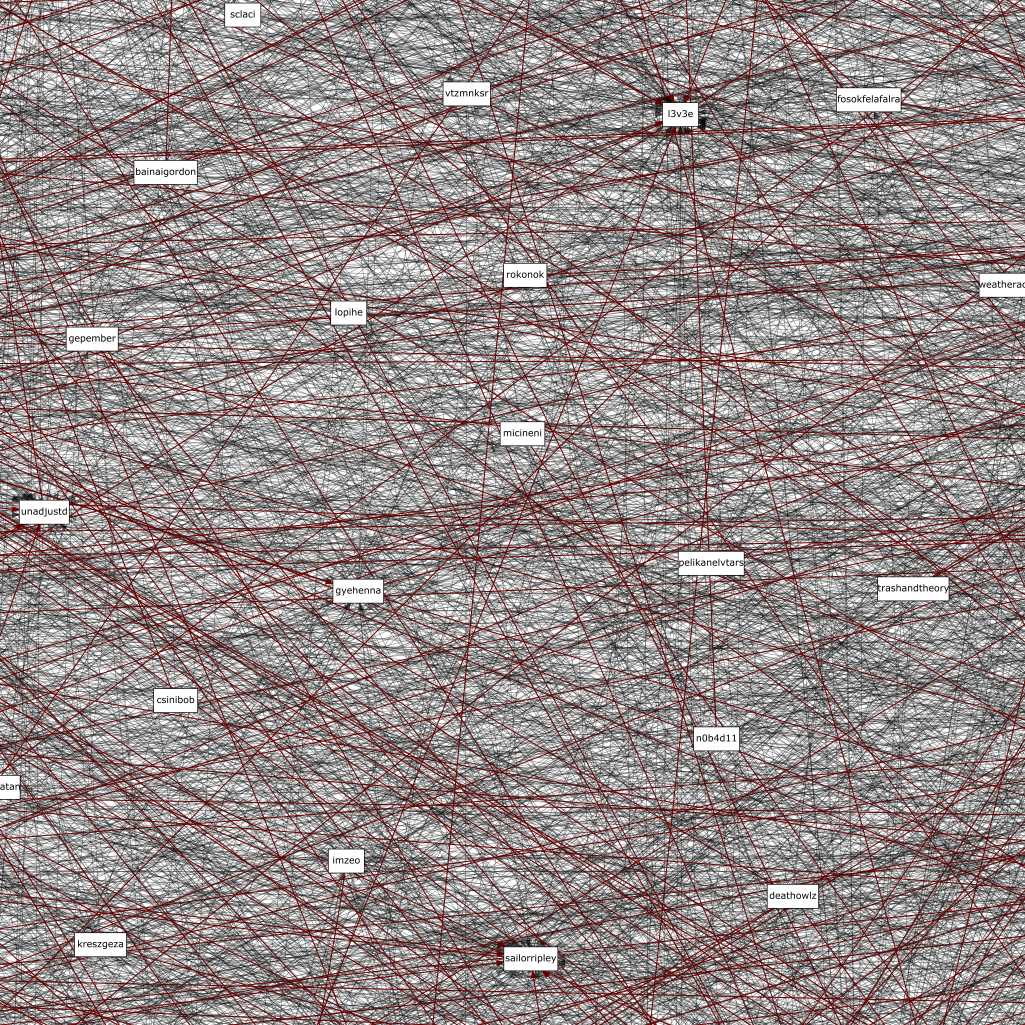 sclaci
vtzmnksr
fosokfelafalra
l3v3e
bainaigordon
rokonok
weatherac
lopihe
gepember
micineni
unadjustd
pelikanelvtars
trashandtheory
gyehenna
csinibob
n0b4d11
atan
imzeo
deathowlz
kreszgeza
sailorripley